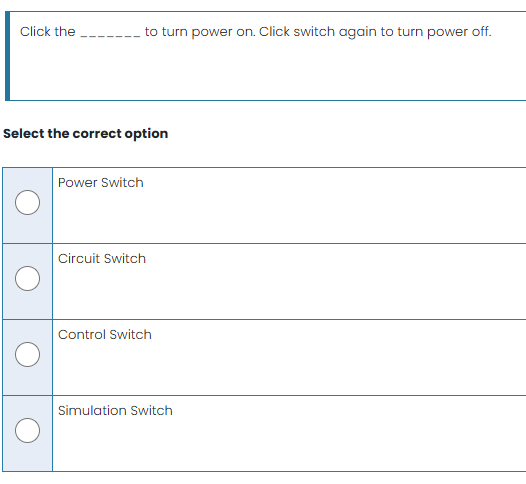 Click the _______ to turn power on. Click switch again to turn power off.
Select the correct option
Power Switch
Circuit Switch
Control Switch
Simulation Switch